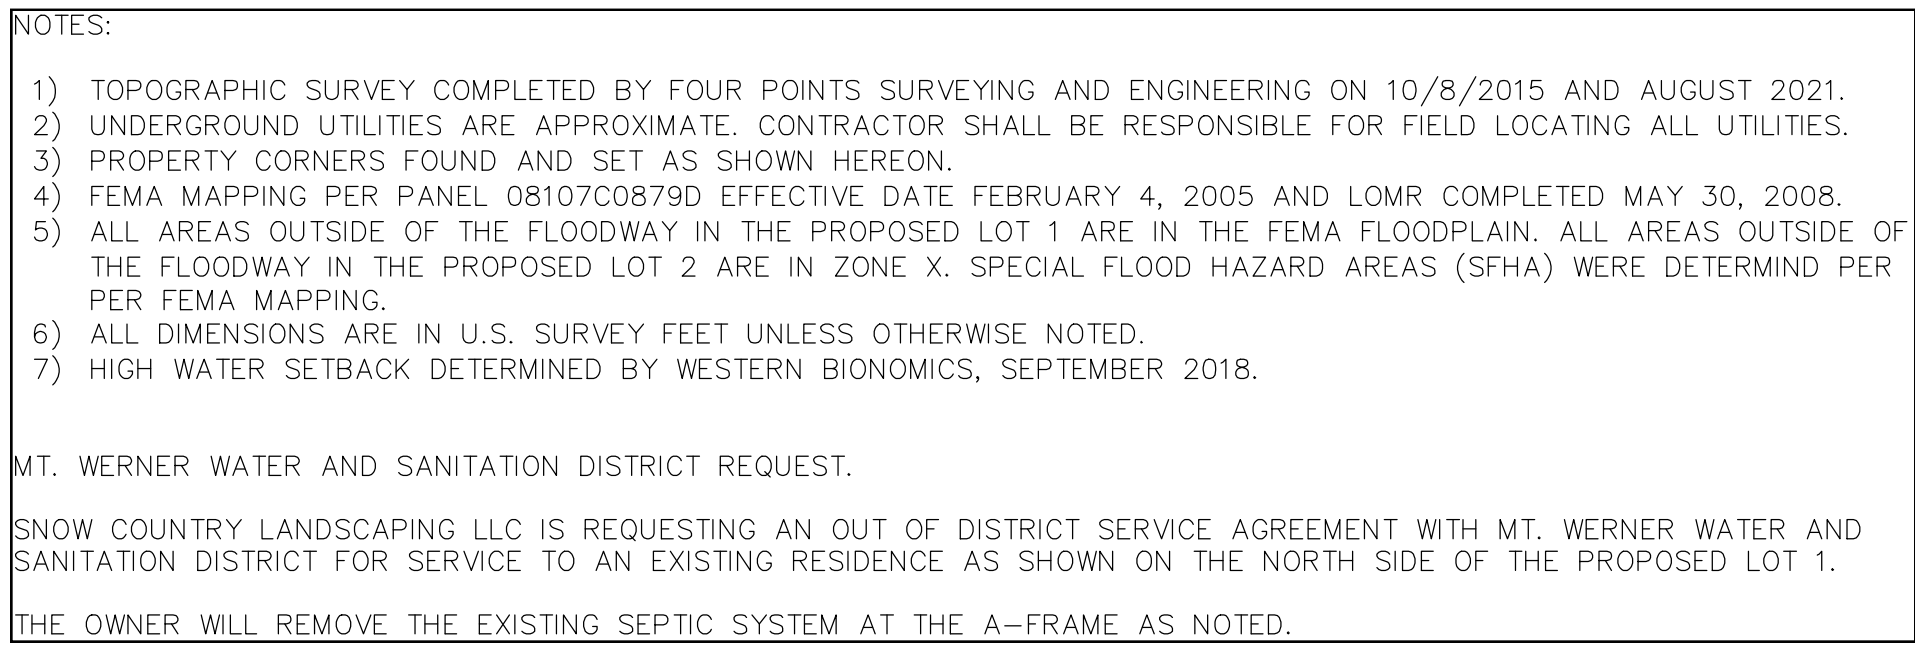 NOTES:
1) TOPOGRAPHIC SURVEY COMPLETED BY FOUR POINTS SURVEYING AND ENGINEERING ON 10/8/2015 AND AUGUST 2021.
2) UNDERGROUND UTILITIES ARE APPROXIMATE. CONTRACTOR SHALL BE RESPONSIBLE FOR FIELD LOCATING ALL UTILITIES.
3) PROPERTY CORNERS FOUND AND SET AS SHOWN HEREON.
4) FEMA MAPPING PER PANEL 08107C0879D EFFECTIVE DATE FEBRUARY 4, 2005 AND LOMR COMPLETED MAY 30, 2008.
5) ALL AREAS OUTSIDE OF THE FLOODWAY IN THE PROPOSED LOT 1 ARE IN THE FEMA FLOODPLAIN. ALL AREAS OUTSIDE OF
THE FLOODWAY IN THE PROPOSED LOT 2 ARE IN ZONE X. SPECIAL FLOOD HAZARD AREAS (SFHA) WERE DETERMIND PER
PER FEMA MAPPING.
6) ALL DIMENSIONS ARE IN U.S. SURVEY FEET UNLESS OTHERWISE NOTED.
7) HIGH WATER SETBACK DETERMINED BY WESTERN BIONOMICS, SEPTEMBER 2018.
MT. WERNER WATER AND SANITATION DISTRICT REQUEST.
SNOW COUNTRY LANDSCAPING LLC IS REQUESTING AN OUT OF DISTRICT SERVICE AGREEMENT WITH MT. WERNER WATER AND
SANITATION DISTRICT FOR SERVICE TO AN EXISTING RESIDENCE AS SHOWN ON THE NORTH SIDE OF THE PROPOSED LOT 1.
THE OWNER WILL REMOVE THE EXISTING SEPTIC SYSTEM AT THE A-FRAME AS NOTED.